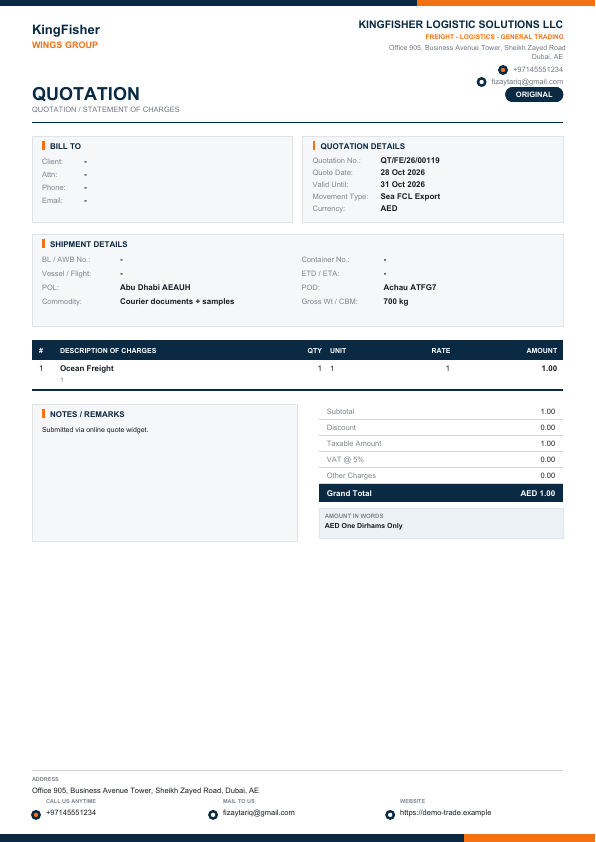 KingFisher
WINGS GROUP
KINGFISHER LOGISTIC SOLUTIONS LLC
FREIGHT - LOGISTICS - GENERAL TRADING
Office 905, Business Avenue Tower, Sheikh Zayed Road
Dubai, AE
+97145551234
fizaytariq@gmail.com
ORIGINAL
QUOTATION
QUOTATION / STATEMENT OF CHARGES
BILL TO
Client: -
Attn: -
Phone: -
Email: -
QUOTATION DETAILS
Quotation No.: QT/FE/26/00119
Quote Date: 28 Oct 2026
Valid Until: 31 Oct 2026
Movement Type: Sea FCL Export
Currency: AED
SHIPMENT DETAILS
BL / AWB No.: - Container No.: -
Vessel / Flight: - ETD / ETA: -
POL: Abu Dhabi AEAUH POD: Achau ATFG7
Commodity: Courier documents + samples Gross Wt / CBM: 700 kg
# DESCRIPTION OF CHARGES QTY UNIT RATE AMOUNT
1 Ocean Freight 1 1 1 1.00
1
NOTES / REMARKS
Submitted via online quote widget.
Subtotal 1.00
Discount 0.00
Taxable Amount 1.00
VAT @ 5% 0.00
Other Charges 0.00
Grand Total AED 1.00
AMOUNT IN WORDS
AED One Dirhams Only
ADDRESS
Office 905, Business Avenue Tower, Sheikh Zayed Road, Dubai, AE
CALL US ANYTIME MAIL TO US WEBSITE
+97145551234 fizaytariq@gmail.com https://demo-trade.example